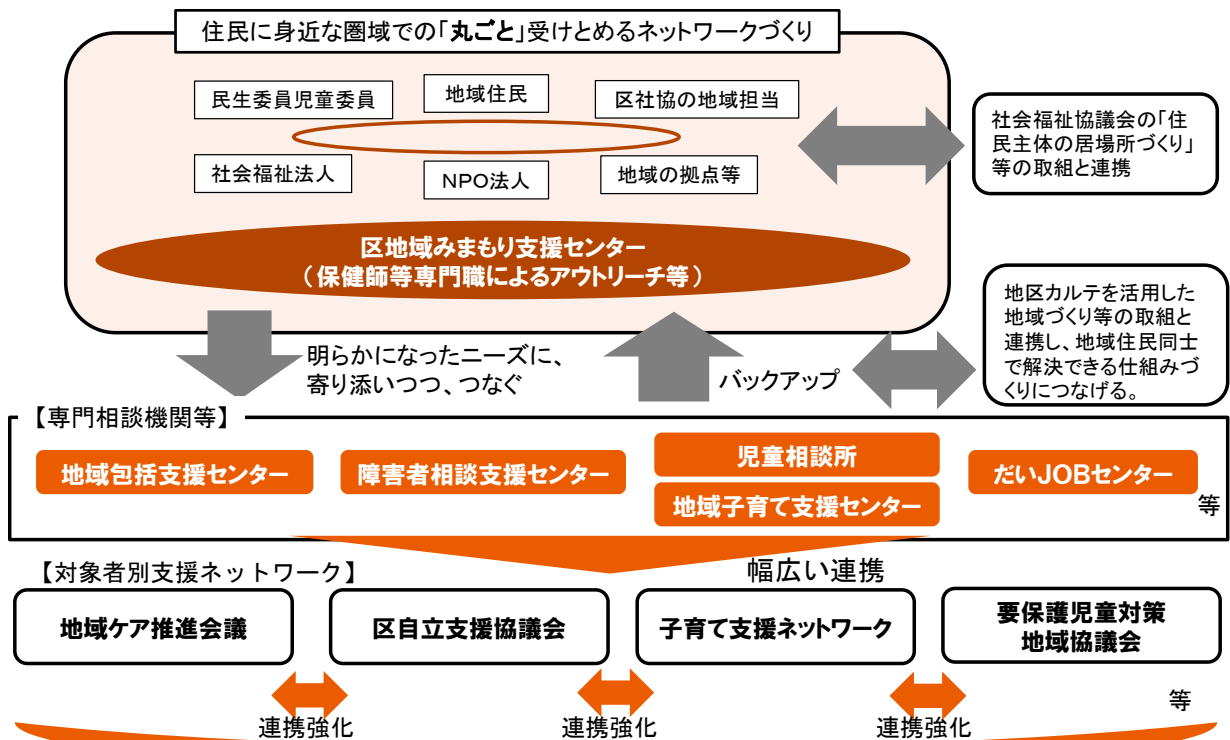 住民に身近な圏域での「丸ごと」受けとめるネットワークづくり
民生委員児童委員
地域住民
区社協の地域担当
社会福祉法人
NPO法人
地域の拠点等
区地域みまもり支援センター
（保健師等専門職によるアウトリーチ等）
社会福祉協議会の「住
民主体の居場所づくり」
等の取組と連携
地区カルテを活用した
地域づくり等の取組と
連携し、地域住民同士
で解決できる仕組みづ
くりにつなげる。
明らかになったニーズに、
寄り添いつつ、つなぐ
バックアップ
【専門相談機関等】
地域包括支援センター
障害者相談支援センター
児童相談所
地域子育て支援センター
だいJOBセンター
等
【対象者別支援ネットワーク】
幅広い連携
地域ケア推進会議
区自立支援協議会
子育て支援ネットワーク
要保護児童対策
地域協議会
等
連携強化
連携強化
連携強化